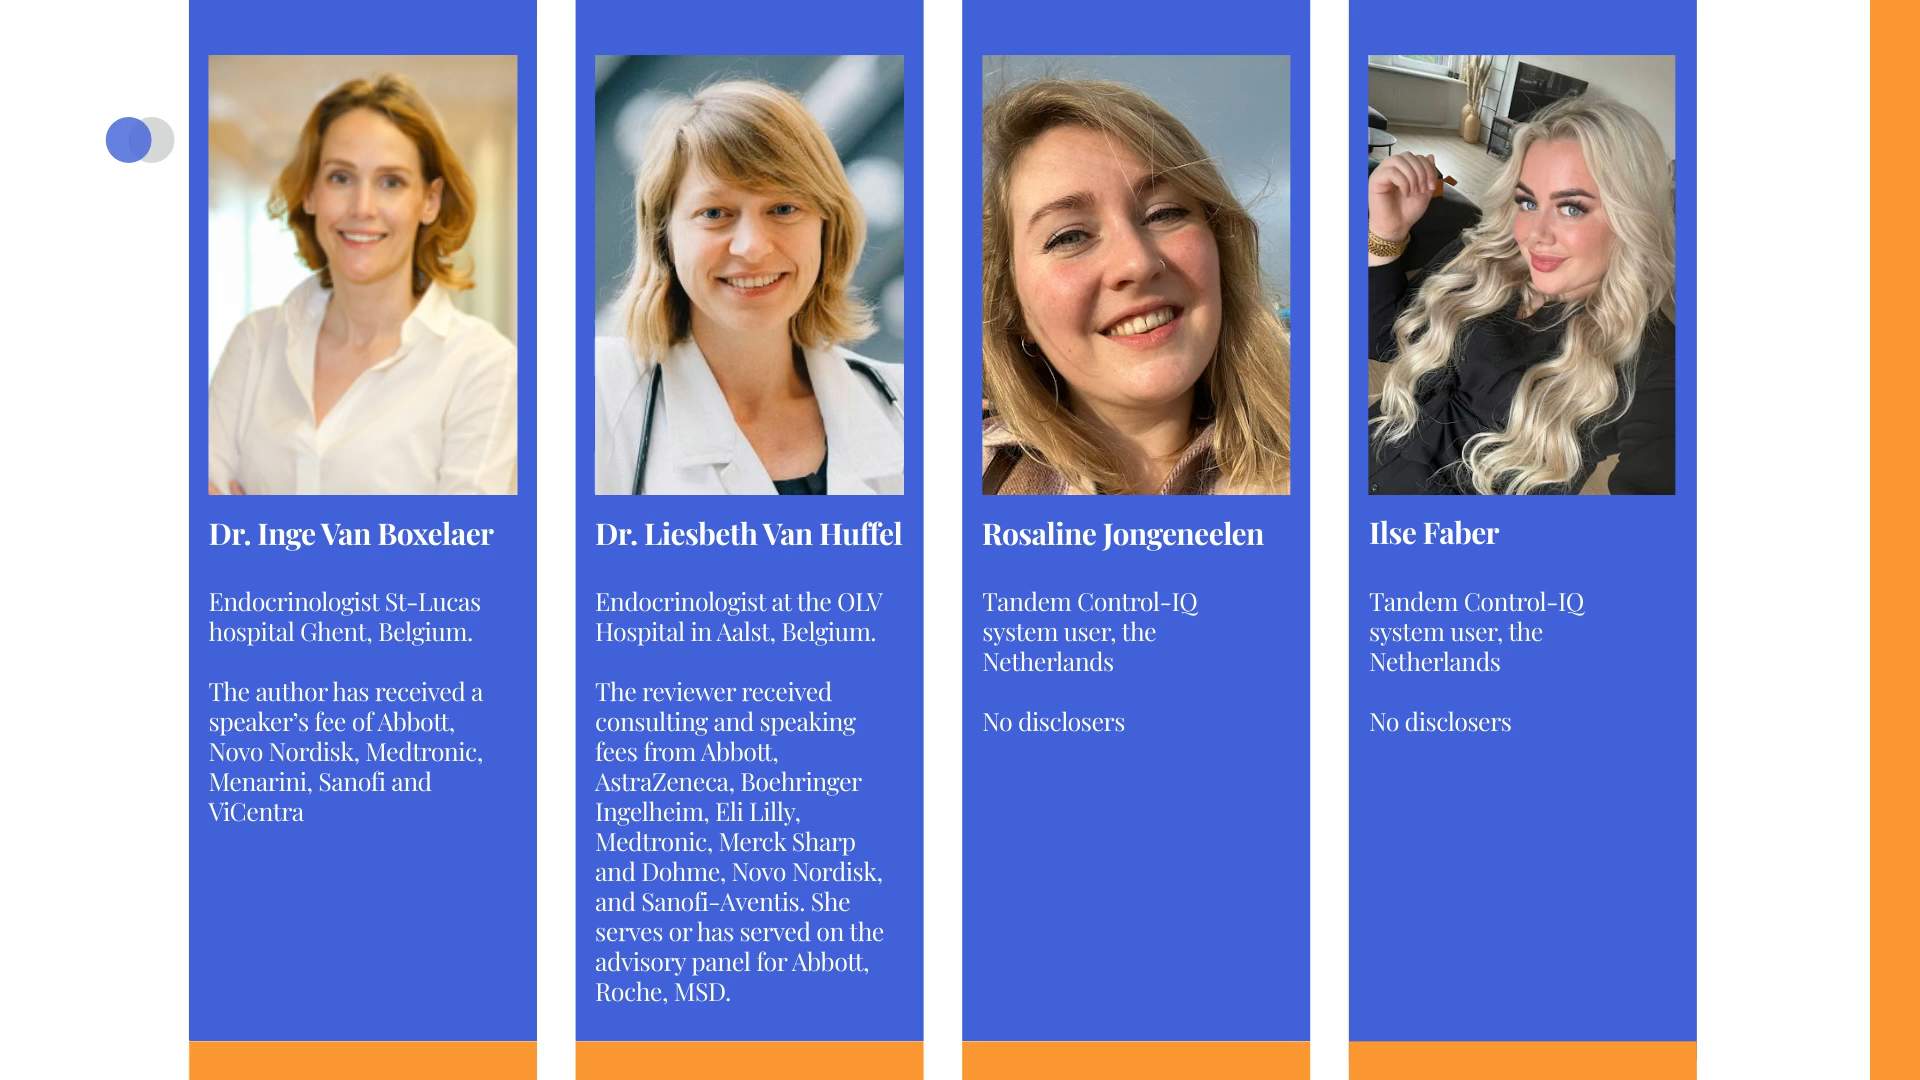 Dr. Inge Van Boxelaer
Endocrinologist St-Lucas
hospital Ghent, Belgium.
The author has received a
speaker’s fee of Abbott,
Novo Nordisk, Medtronic,
Menarini, Sanofi and
ViCentra
Dr. Liesbeth Van Huffel
Endocrinologist at the OLV
Hospital in Aalst, Belgium.
The reviewer received
consulting and speaking
fees from Abbott,
AstraZeneca, Boehringer
Ingelheim, Eli Lilly,
Medtronic, Merck Sharp
and Dohme, Novo Nordisk,
and Sanofi-Aventis. She
serves or has served on the
advisory panel for Abbott,
Roche, MSD.
Rosaline Jongeneelen
Tandem Control-IQ
system user, the
Netherlands
No disclosers
Ilse Faber
Tandem Control-IQ
system user, the
Netherlands
No disclosers